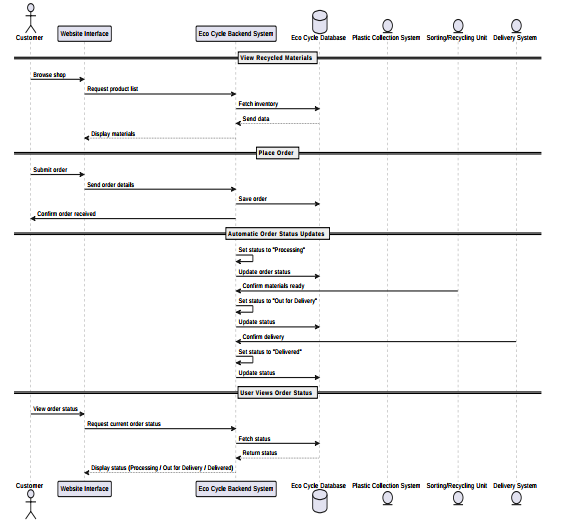 Customer
Website Interface
Eco Cycle Backend System
Eco Cycle Database
Plastic Collection System
Sorting/Recycling Unit
Delivery System
View Recycled Materials
Browse shop
Request product list
Fetch inventory
Send data
Display materials
Place Order
Submit order
Send order details
Save order
Confirm order received
Automatic Order Status Updates
Set status to "Processing"
Update order status
Confirm materials ready
Set status to "Out for Delivery"
Update status
Confirm delivery
Set status to "Delivered"
Update status
User Views Order Status
View order status
Request current order status
Fetch status
Return status
Display status (Processing / Out for Delivery / Delivered)
Customer
Website Interface
Eco Cycle Backend System
Eco Cycle Database
Plastic Collection System
Sorting/Recycling Unit
Delivery System